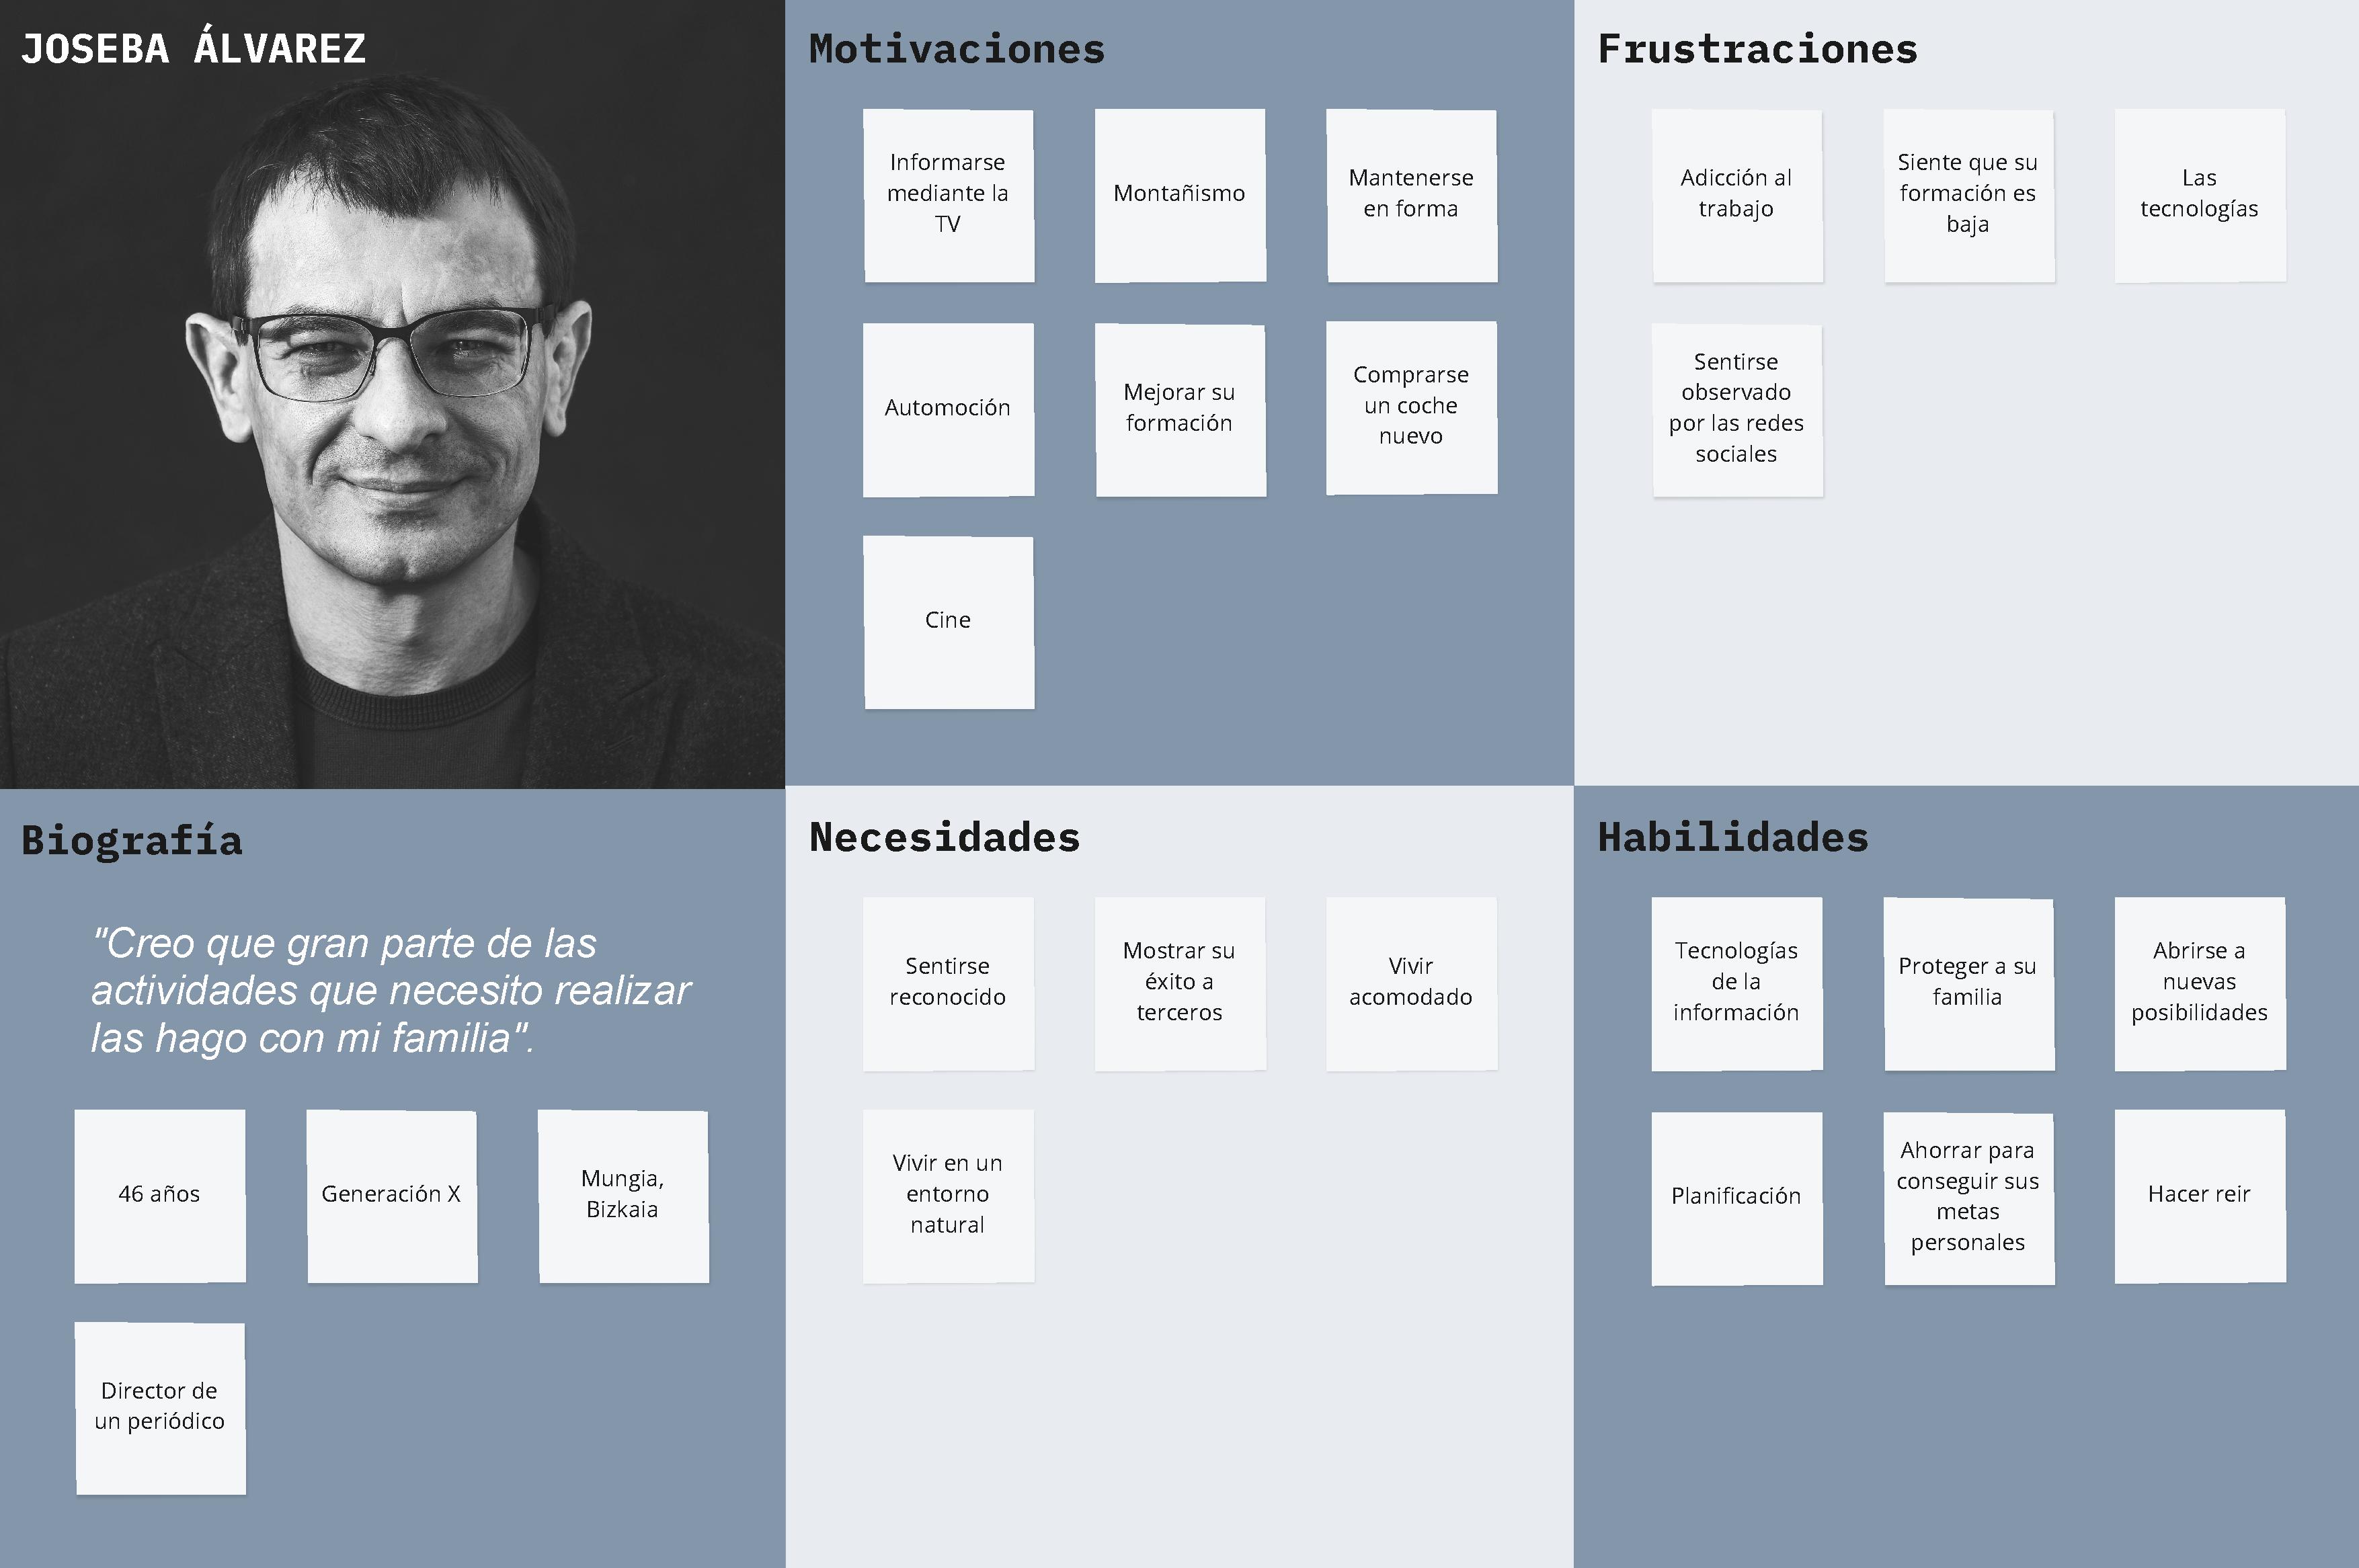 JOSEBA ÁLVAREZ
Motivaciones
Informarse
mediante la
TV
Montañismo
Mantenerse
en forma
Automoción
Mejorar su
formación
Comprarse
un coche
nuevo
Cine
Frustraciones
Adicción al
trabajo
Siente que su
formación es
baja
Las
tecnologías
Sentirse
observado
por las redes
sociales
Biografía
"Creo que gran parte de las
actividades que necesito realizar
las hago con mi familia".
46 años
Generación X
Mungia,
Bizkaia
Director de
un periódico
Necesidades
Sentirse
reconocido
Mostrar su
éxito a
terceros
Vivir
acomodado
Vivir en un
entorno
natural
Habilidades
Tecnologías
de la
información
Proteger a su
familia
Abrirse a
nuevas
posibilidades
Planificación
Ahorrar para
conseguir sus
metas
personales
Hacer reir